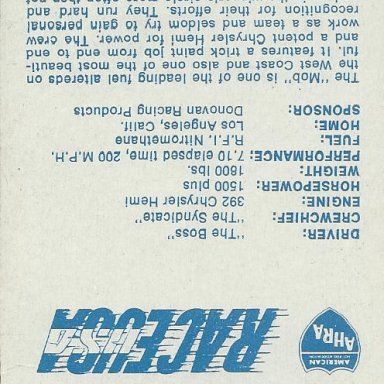 AMERICAN
HOT ROD ASSOCIATION
AHRA
RACE USA
DRIVER: "The Boss"
CREWCHIEF: "The Syndicate"
ENGINE: 392 Chrysler Hemi
HORSEPOWER: 1500 plus
WEIGHT: 1800 lbs.
PERFORMANCE: 7.10 elapsed time, 200 M.P.H.
FUEL: R.J.I. Nitromethane
HOME: Los Angeles, Calif.
SPONSOR: Donovan Racing Products
The "Mob" is one of the leading fuel altereds on
the West Coast and also one of the most beauti-
ful. It features a trick paint job from end to end
and a potent Chrysler Hemi for power. The crew
work as a team and seldom try to gain personal
recognition for their efforts. They run hard and